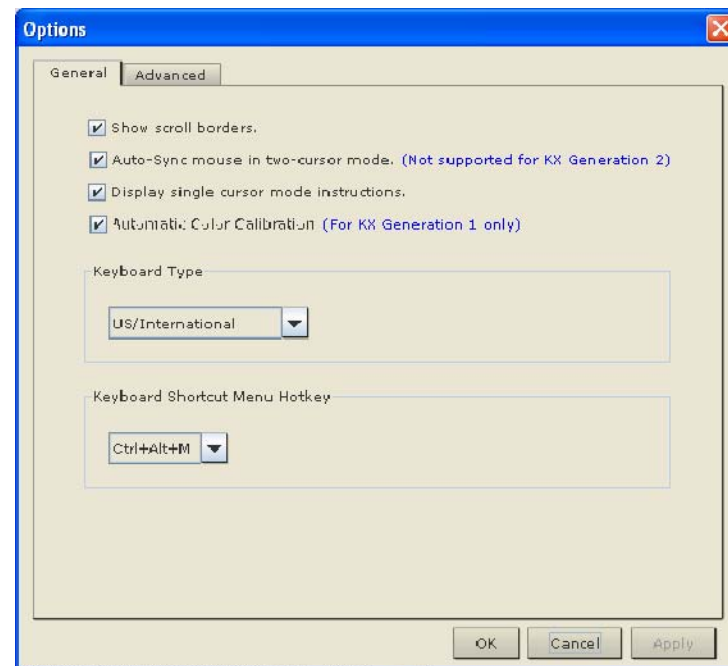 Options
General Advanced
Show scroll borders.
Auto-Sync mouse in two-cursor mode. (Not supported for KX Generation 2)
Display single cursor mode instructions.
Automatic Color Calibration (For KX Generation 1 only)
Keyboard Type
US/International
Keyboard Shortcut Menu Hotkey
Ctrl+Alt+M
OK Cancel Apply